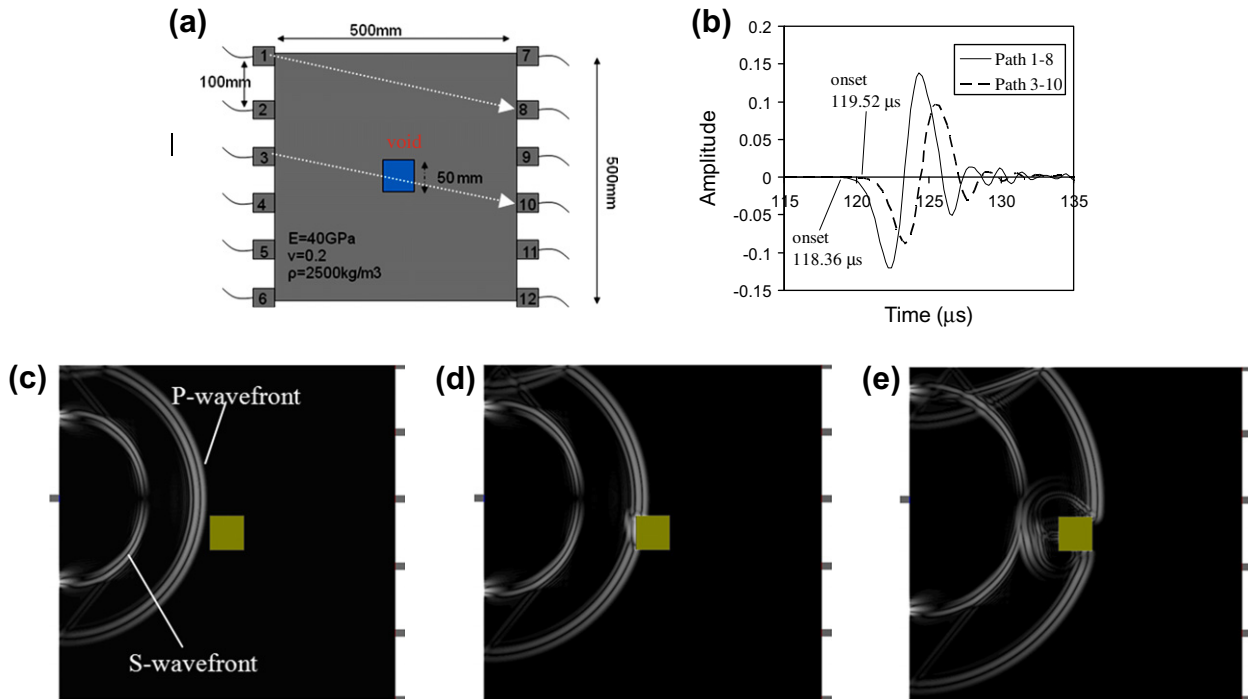 (a)
500mm
1
2
3
4
5
6
7
8
9
10
11
12
100mm
void
50 mm
500mm
E=40GPa
v=0.2
ρ=2500kg/m3
(b)
0.2
0.15
0.1
0.05
0
-0.05
-0.1
-0.15
Amplitude
115
120
125
130
135
Time (μs)
Path 1-8
Path 3-10
onset
119.52 μs
onset
118.36 μs
(c)
P-wavefront
S-wavefront
(d)
(e)